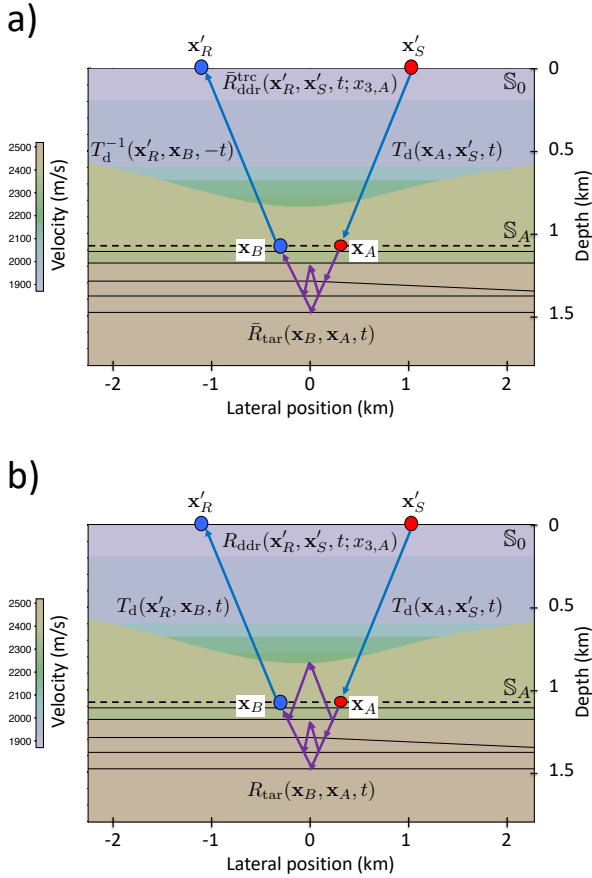 a)
x′_R x′_S
R̄^trc_ddr(x′_R, x′_S, t; x_3,A) 𝕊_0
0
T_d^−1(x′_R, x_B, −t) T_d(x_A, x′_S, t)
0.5
𝕊_A
1
x_B x_A
R̄_tar(x_B, x_A, t)
1.5
Depth (km)
2500
2400
2300
2200
2100
2000
1900
Velocity (m/s)
-2 -1 0 1 2
Lateral position (km)
b)
x′_R x′_S
R_ddr(x′_R, x′_S, t; x_3,A) 𝕊_0
0
T_d(x′_R, x_B, t) T_d(x_A, x′_S, t)
0.5
𝕊_A
1
x_B x_A
R_tar(x_B, x_A, t)
1.5
Depth (km)
2500
2400
2300
2200
2100
2000
1900
Velocity (m/s)
-2 -1 0 1 2
Lateral position (km)